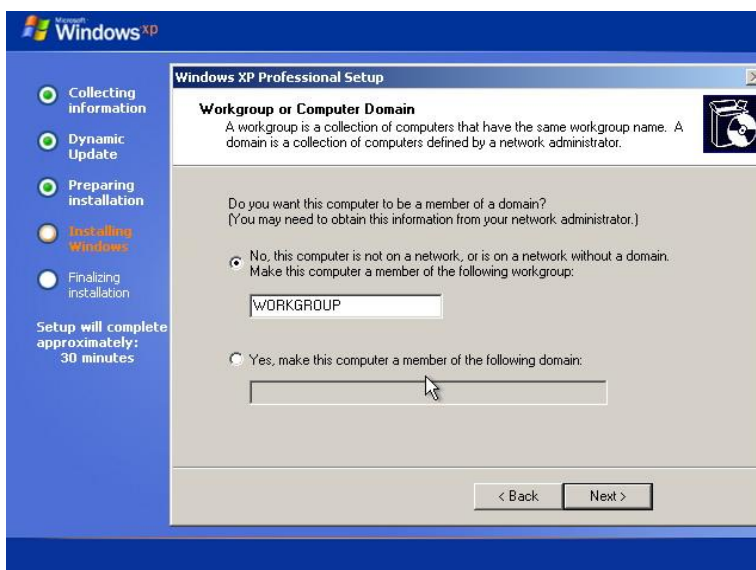 Microsoft
Windows xp
Collecting
information
Dynamic
Update
Preparing
installation
Installing
Windows
Finalizing
installation
Setup will complete
approximately:
30 minutes
Windows XP Professional Setup
Workgroup or Computer Domain
A workgroup is a collection of computers that have the same workgroup name. A
domain is a collection of computers defined by a network administrator.
Do you want this computer to be a member of a domain?
(You may need to obtain this information from your network administrator.)
No, this computer is not on a network, or is on a network without a domain.
Make this computer a member of the following workgroup:
WORKGROUP
Yes, make this computer a member of the following domain:
< Back
Next >